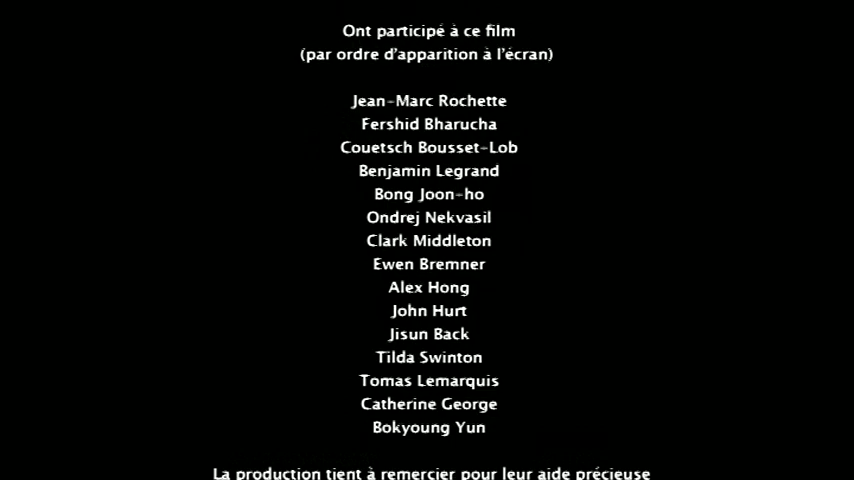 Ont participé à ce film
(par ordre d'apparition à l'écran)
Jean-Marc Rochette
Fershid Bharucha
Couetsch Bousset-Lob
Benjamin Legrand
Bong Joon-ho
Ondrej Nekvasil
Clark Middleton
Ewen Bremner
Alex Hong
John Hurt
Jisun Back
Tilda Swinton
Tomas Lemarquis
Catherine George
Bokyoung Yun
La production tient à remercier pour leur aide précieuse